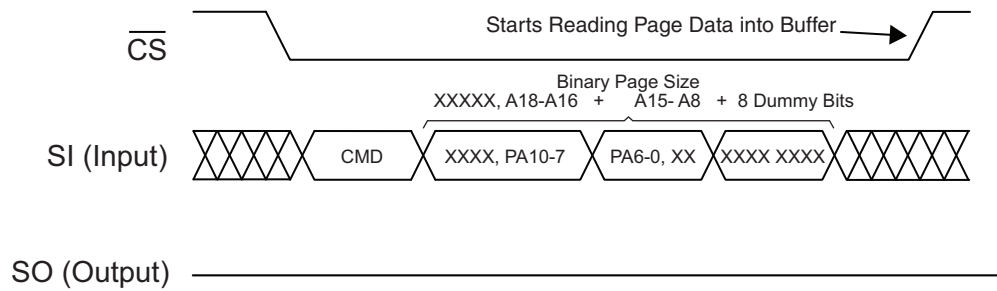 Starts Reading Page Data into Buffer
CS
Binary Page Size
XXXXX, A18-A16 + A15- A8 + 8 Dummy Bits
SI (Input)
CMD
XXXX, PA10-7
PA6-0, XX
XXXX XXXX
SO (Output)